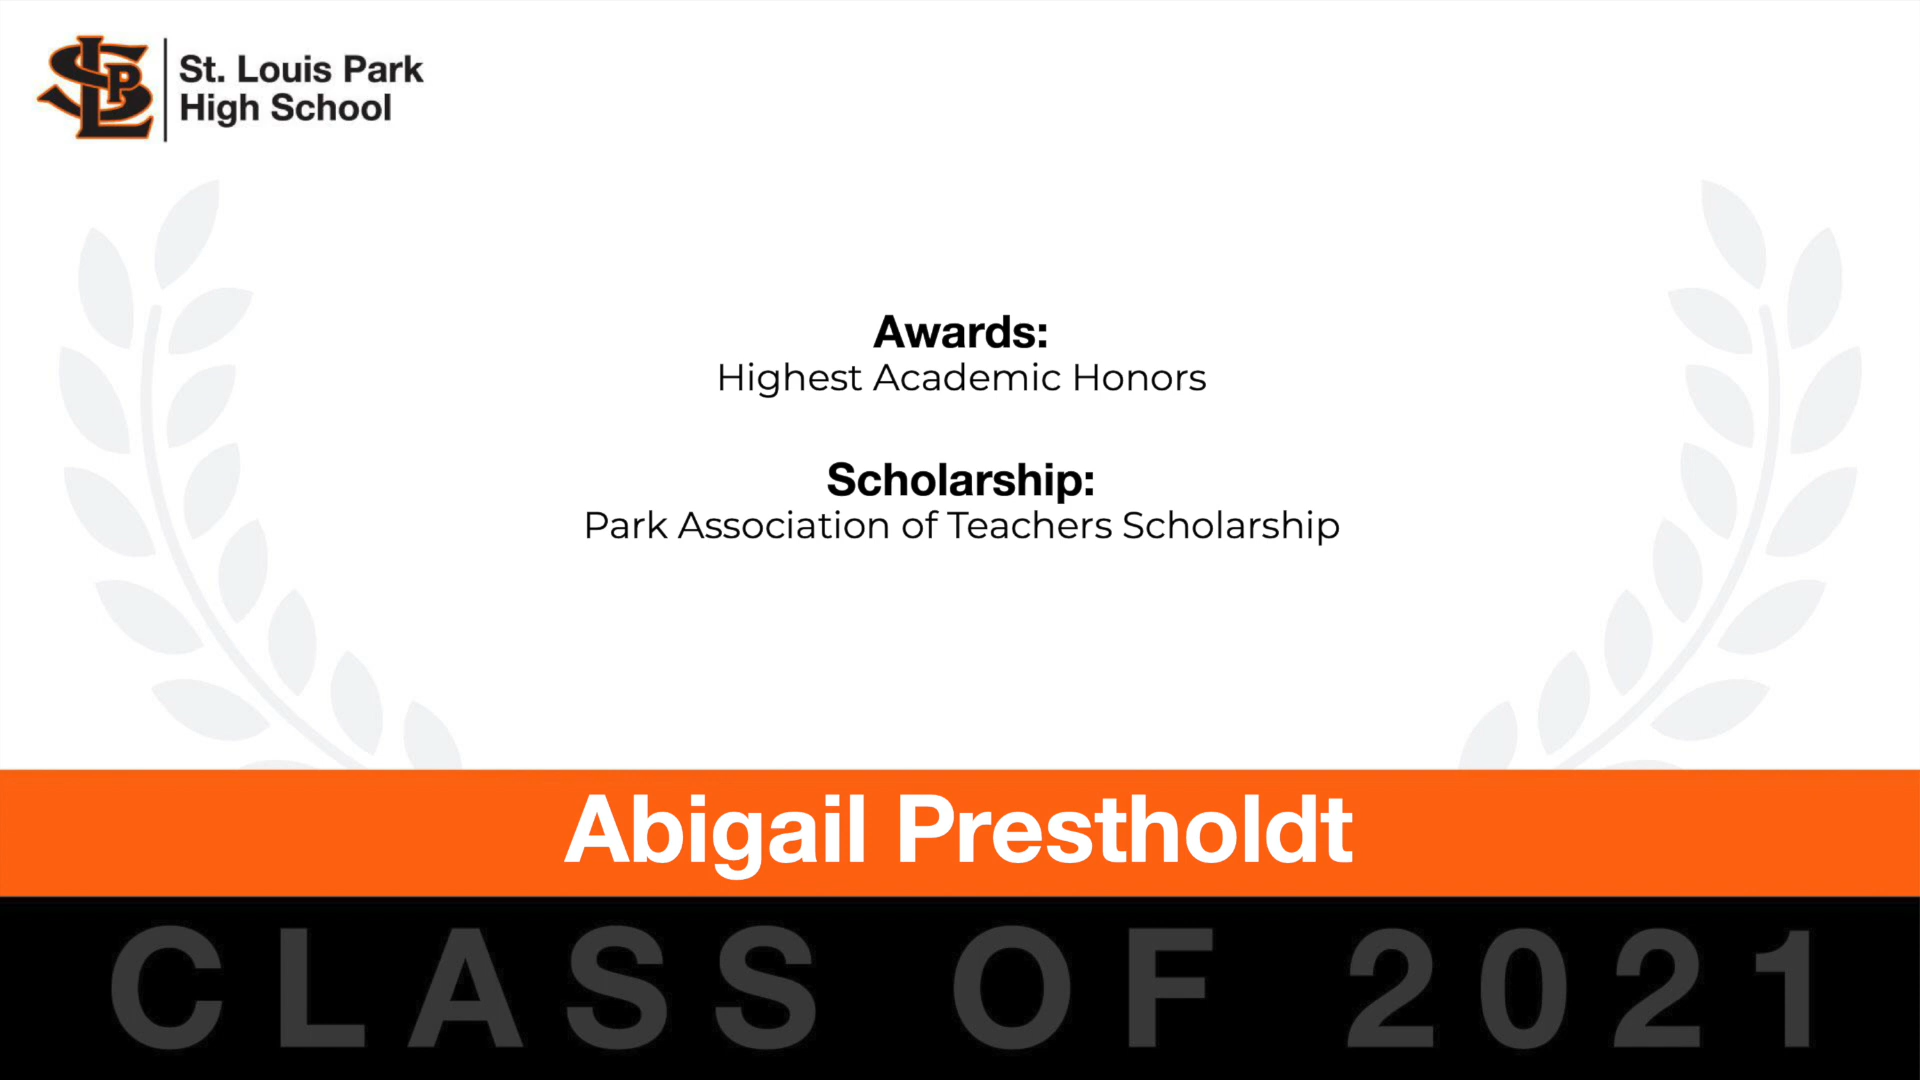 SLP
St. Louis Park
High School
Awards:
Highest Academic Honors
Scholarship:
Park Association of Teachers Scholarship
Abigail Prestholdt
CLASS OF 2021